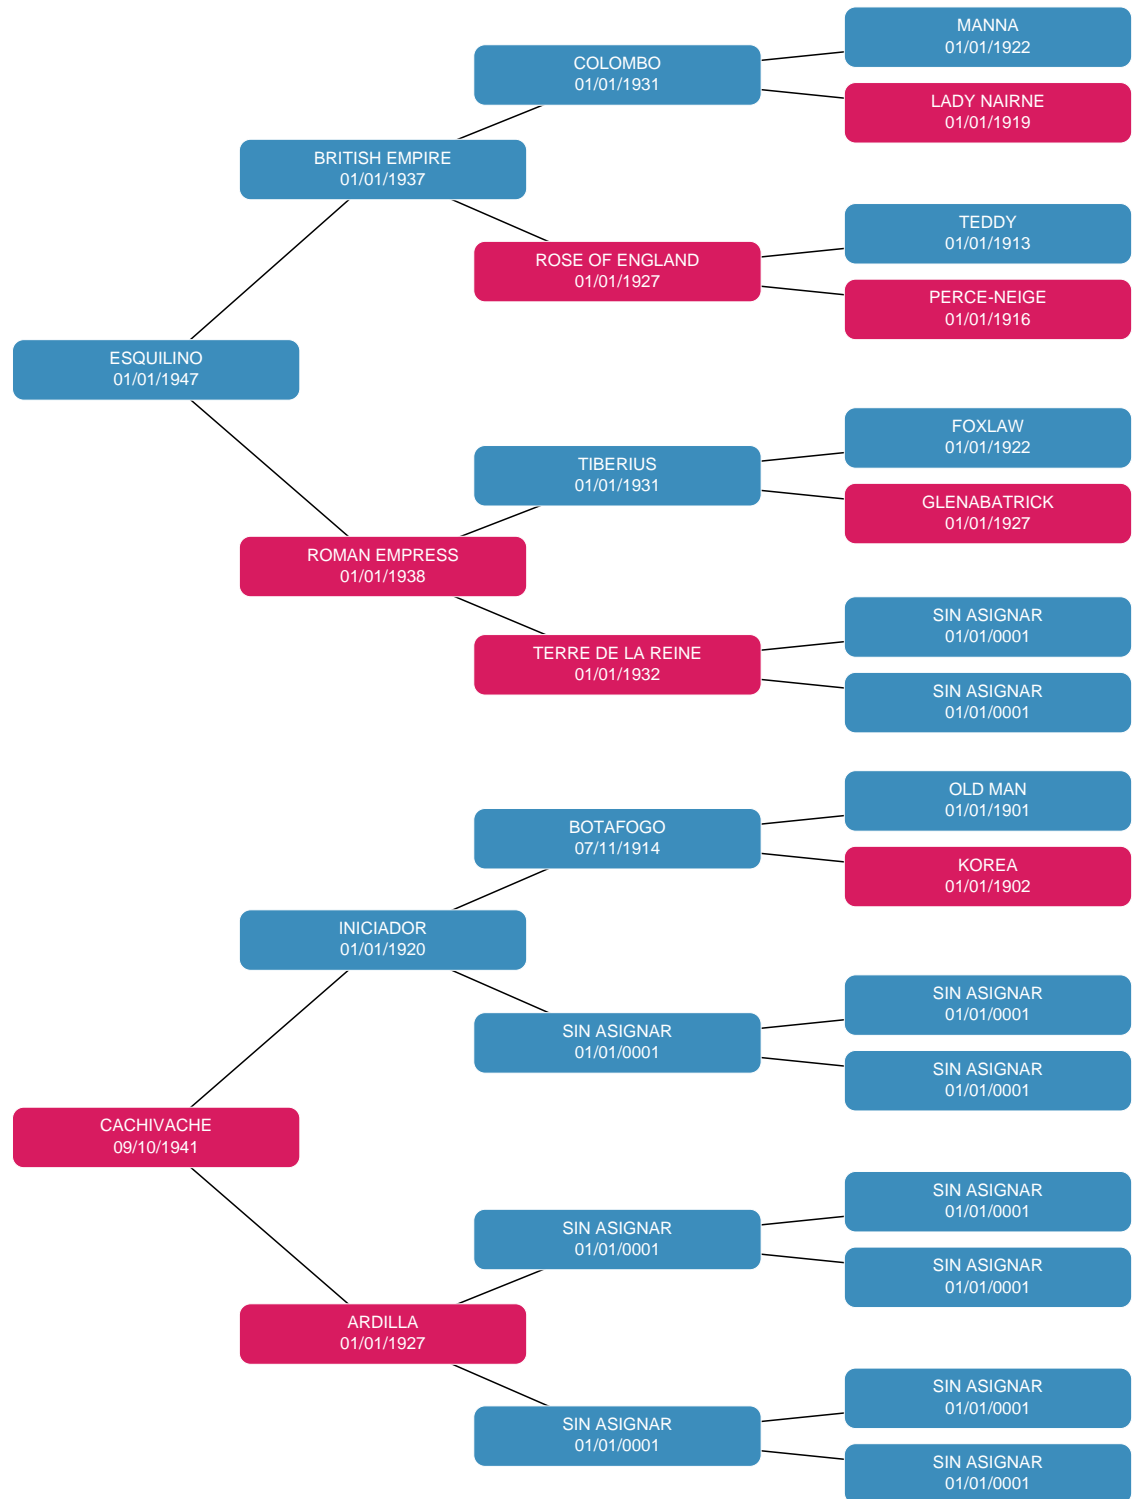 MANNA
01/01/1922
COLOMBO
01/01/1931
LADY NAIRNE
01/01/1919
BRITISH EMPIRE
01/01/1937
TEDDY
01/01/1913
ROSE OF ENGLAND
01/01/1927
PERCE-NEIGE
01/01/1916
ESQUILINO
01/01/1947
FOXLAW
01/01/1922
TIBERIUS
01/01/1931
GLENABATRICK
01/01/1927
ROMAN EMPRESS
01/01/1938
SIN ASIGNAR
01/01/0001
TERRE DE LA REINE
01/01/1932
SIN ASIGNAR
01/01/0001
OLD MAN
01/01/1901
BOTAFOGO
07/11/1914
KOREA
01/01/1902
INICIADOR
01/01/1920
SIN ASIGNAR
01/01/0001
SIN ASIGNAR
01/01/0001
SIN ASIGNAR
01/01/0001
CACHIVACHE
09/10/1941
SIN ASIGNAR
01/01/0001
SIN ASIGNAR
01/01/0001
SIN ASIGNAR
01/01/0001
ARDILLA
01/01/1927
SIN ASIGNAR
01/01/0001
SIN ASIGNAR
01/01/0001
SIN ASIGNAR
01/01/0001